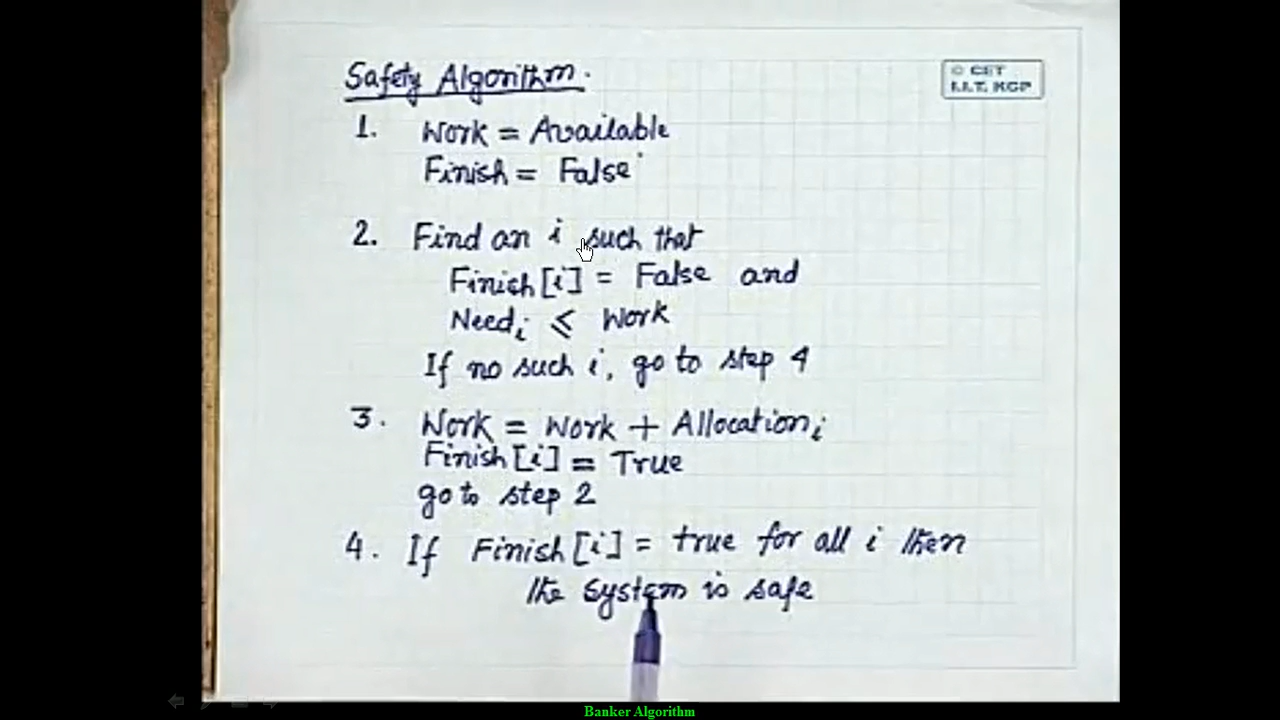 Safety Algorithm.
© CET
I.I.T. KGP
1. Work = Available
Finish = False
2. Find an i such that
Finish[i] = False and
Needi ≤ Work
If no such i, go to step 4
3. Work = Work + Allocationi
Finish[i] = True
go to step 2
4. If Finish[i] = true for all i then
the system is safe
Banker Algorithm